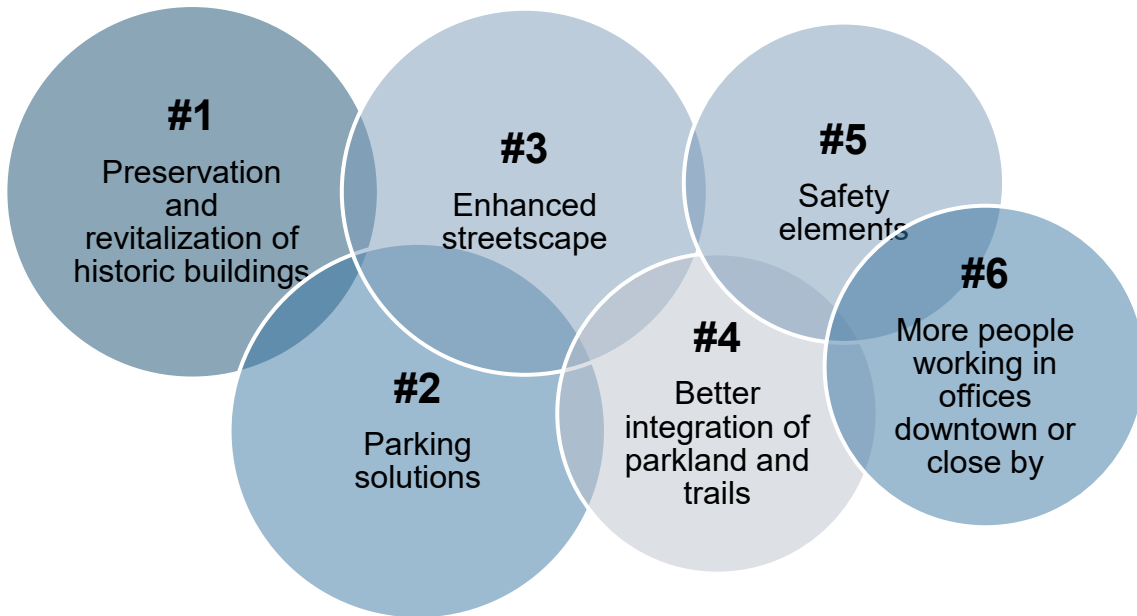 #1
Preservation
and
revitalization of
historic buildings
#2
Parking
solutions
#3
Enhanced
streetscape
#4
Better
integration of
parkland and
trails
#5
Safety
elements
#6
More people
working in
offices
downtown or
close by